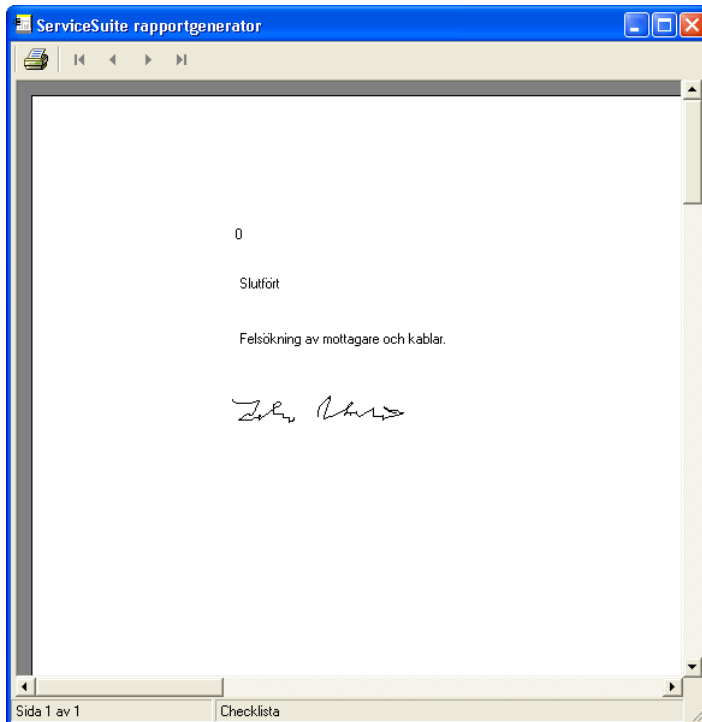 ServiceSuite rapportgenerator
0
Slutfört
Felsökning av mottagare och kablar.
Sida 1 av 1
Checklista